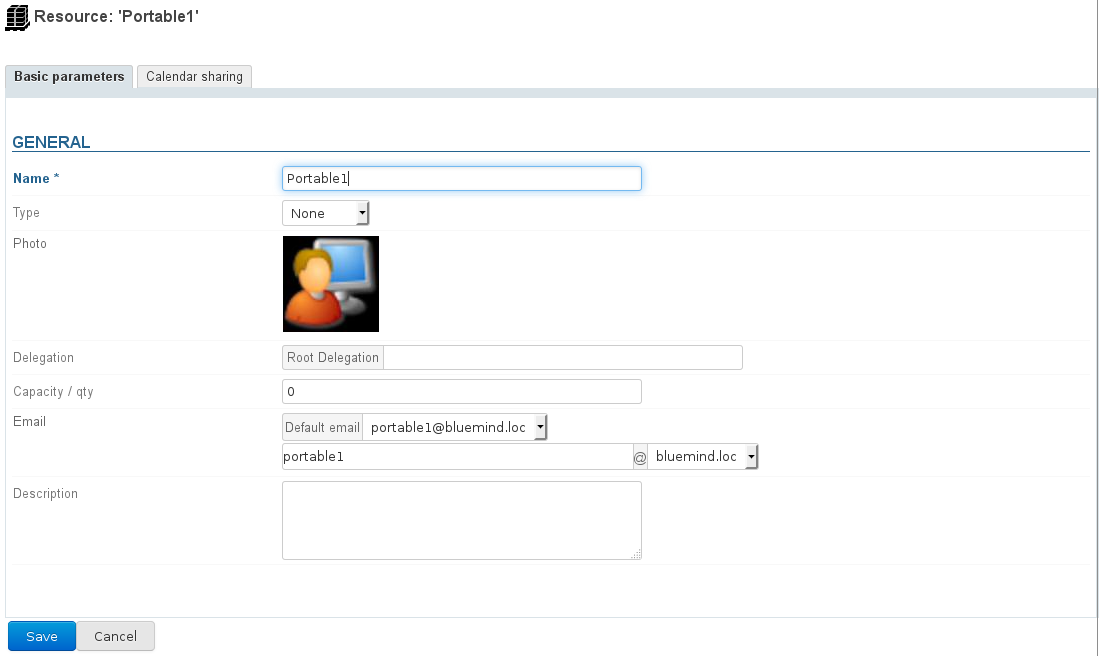 Resource: 'Portable1'
Basic parameters Calendar sharing
GENERAL
Name * Portable1
Type None
Photo
Delegation Root Delegation
Capacity / qty 0
Email Default email portable1@bluemind.loc
portable1 @ bluemind.loc
Description
Save Cancel